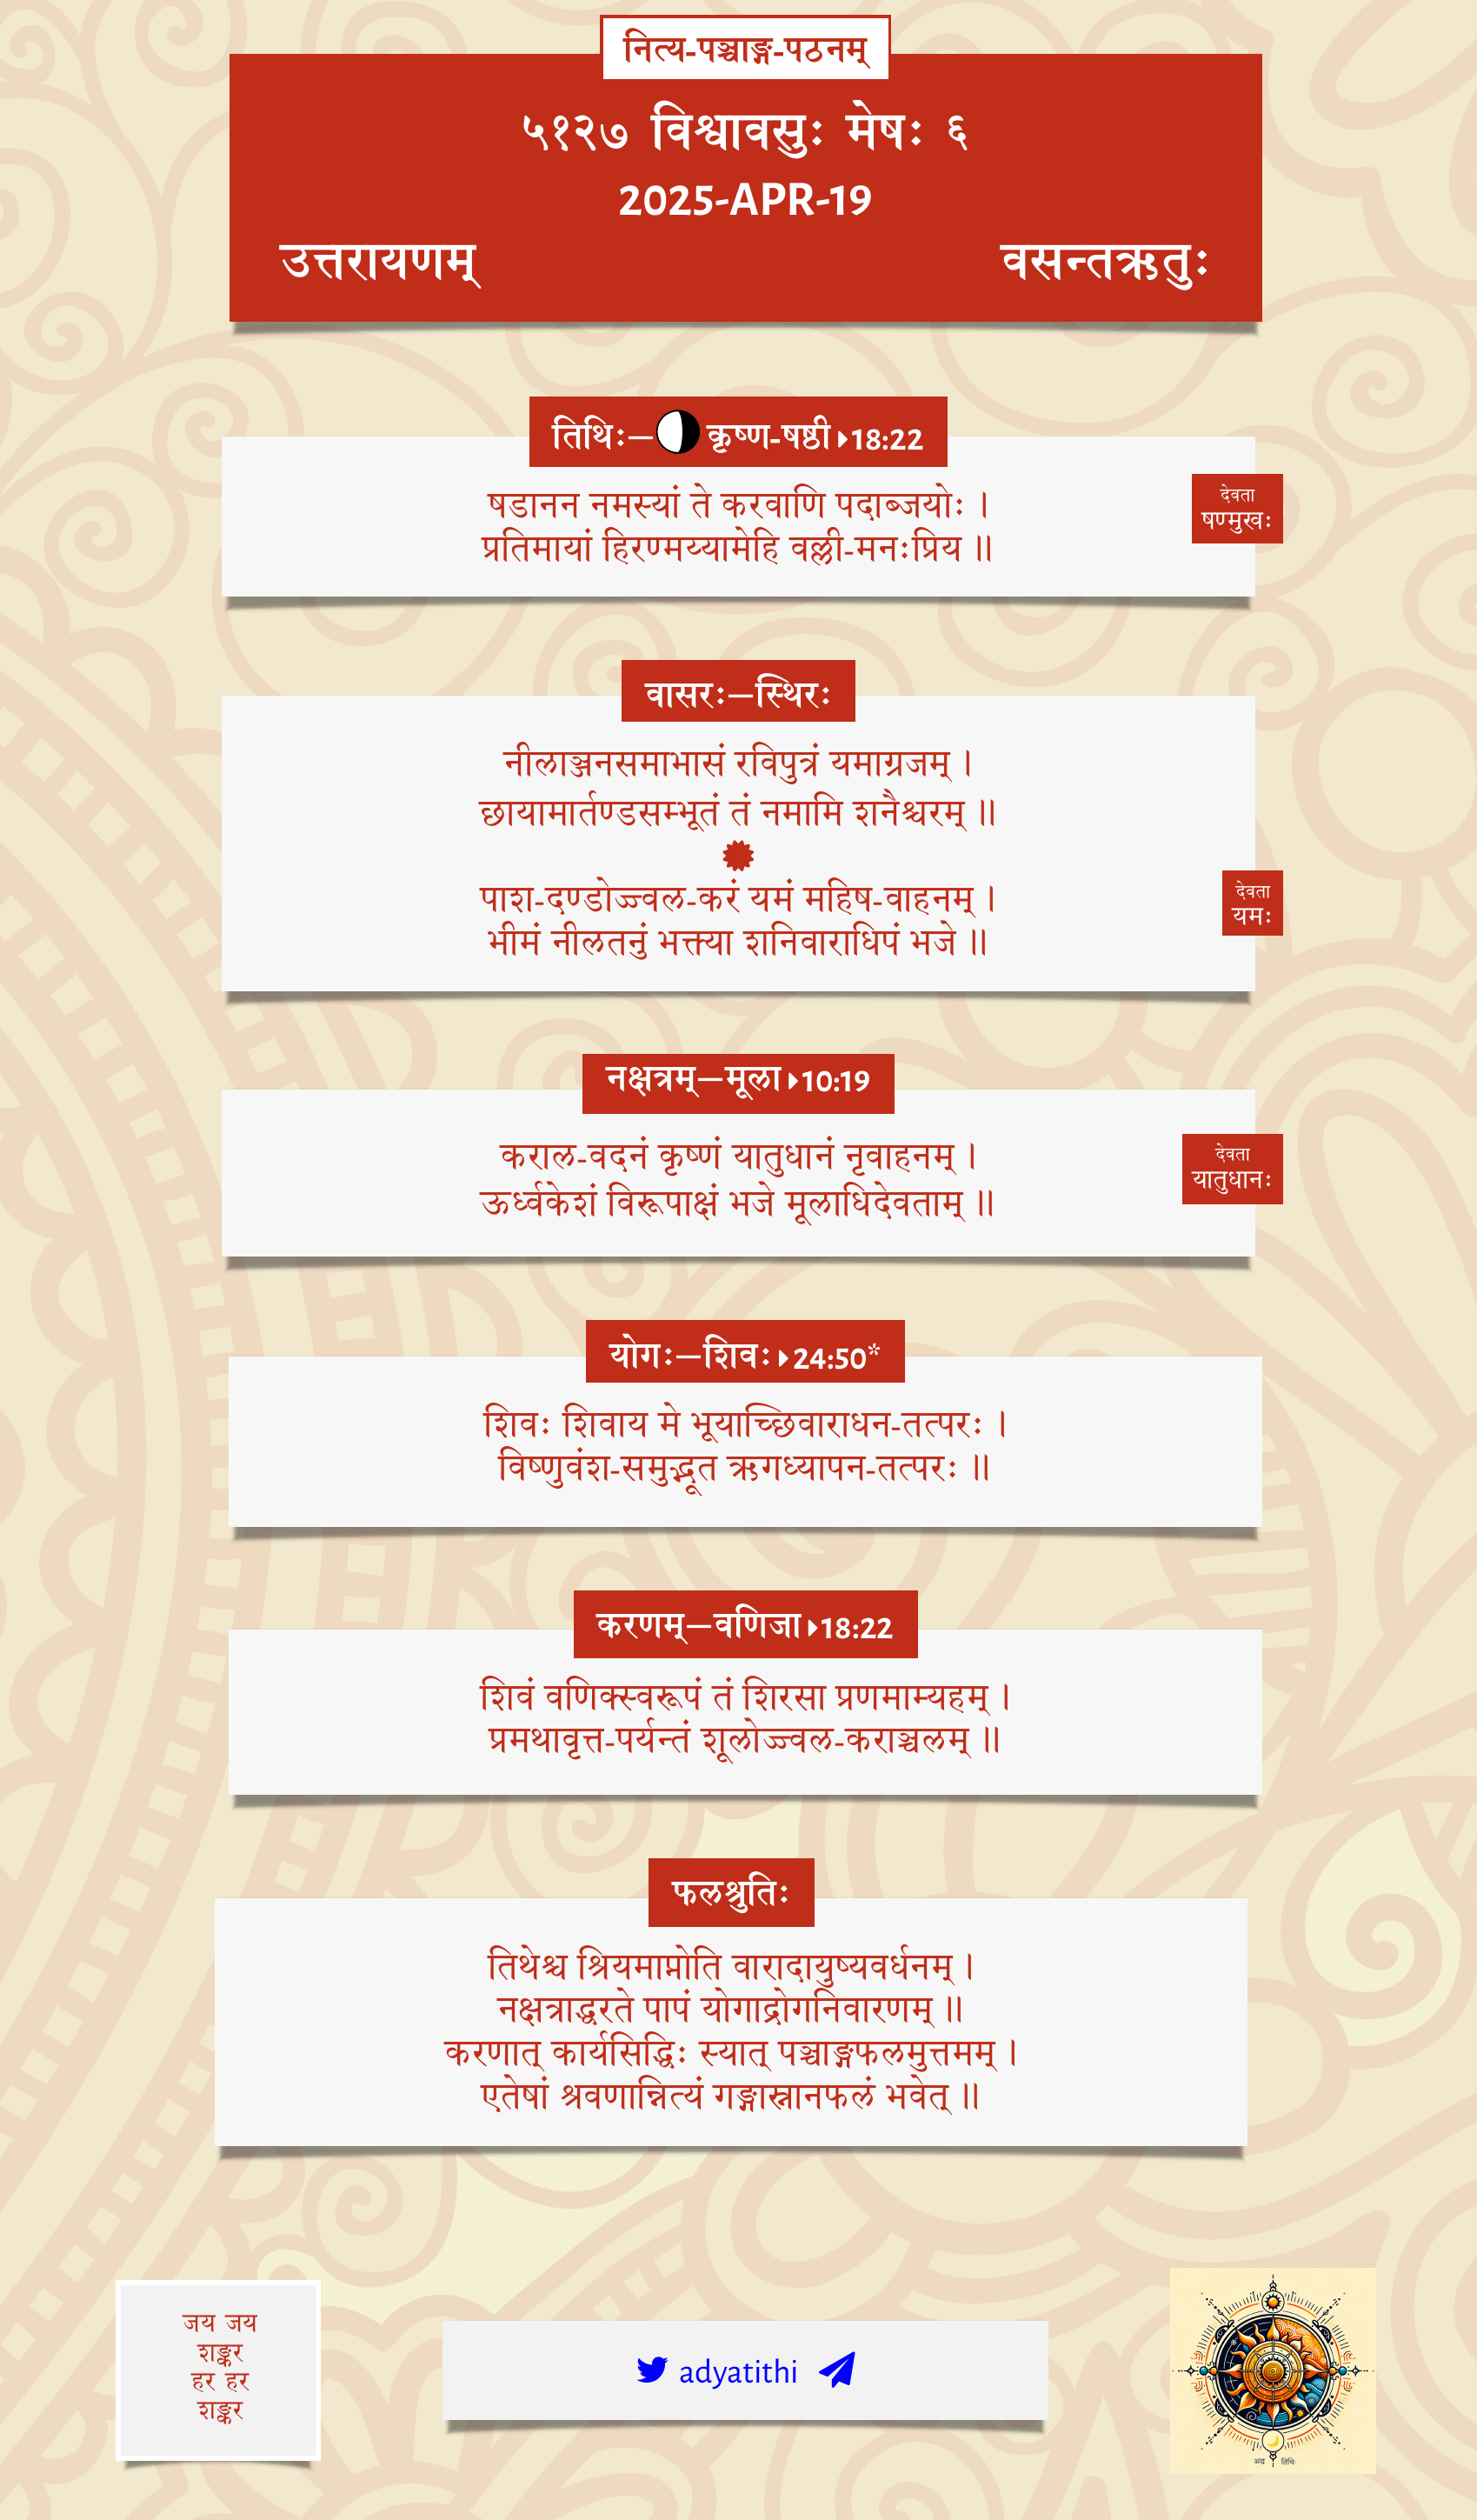 नित्य-पञ्चाङ्ग-पठनम्
५१२७ विश्वावसुः मेषः ६
2025-APR-19
उत्तरायणम् वसन्तऋतुः
तिथिः—कृष्ण-षष्ठी 18:22
षडानन नमस्यां ते करवाणि पदाब्जयोः ।
प्रतिमायां हिरण्मय्यामेहि वल्ली-मनःप्रिय ॥
देवता
षण्मुखः
वासरः—स्थिरः
नीलाञ्जनसमाभासं रविपुत्रं यमाग्रजम् ।
छायामार्तण्डसम्भूतं तं नमामि शनैश्चरम् ॥
पाश-दण्डोज्ज्वल-करं यमं महिष-वाहनम् ।
भीमं नीलतनुं भक्त्या शनिवाराधिपं भजे ॥
देवता
यमः
नक्षत्रम्—मूला 10:19
कराल-वदनं कृष्णं यातुधानं नृवाहनम् ।
ऊर्ध्वकेशं विरूपाक्षं भजे मूलाधिदेवताम् ॥
देवता
यातुधानः
योगः—शिवः 24:50*
शिवः शिवाय मे भूयाच्छिवाराधन-तत्परः ।
विष्णुवंश-समुद्भूत ऋगध्यापन-तत्परः ॥
करणम्—वणिजा 18:22
शिवं वणिक्स्वरूपं तं शिरसा प्रणमाम्यहम् ।
प्रमथावृत्त-पर्यन्तं शूलोज्ज्वल-कराञ्चलम् ॥
फलश्रुतिः
तिथेश्च श्रियमाप्नोति वारादायुष्यवर्धनम् ।
नक्षत्राद्धरते पापं योगाद्रोगनिवारणम् ॥
करणात् कार्यसिद्धिः स्यात् पञ्चाङ्गफलमुत्तमम् ।
एतेषां श्रवणान्नित्यं गङ्गास्नानफलं भवेत् ॥
जय जय
शङ्कर
हर हर
शङ्कर
adyatithi
अद्य तिथिः